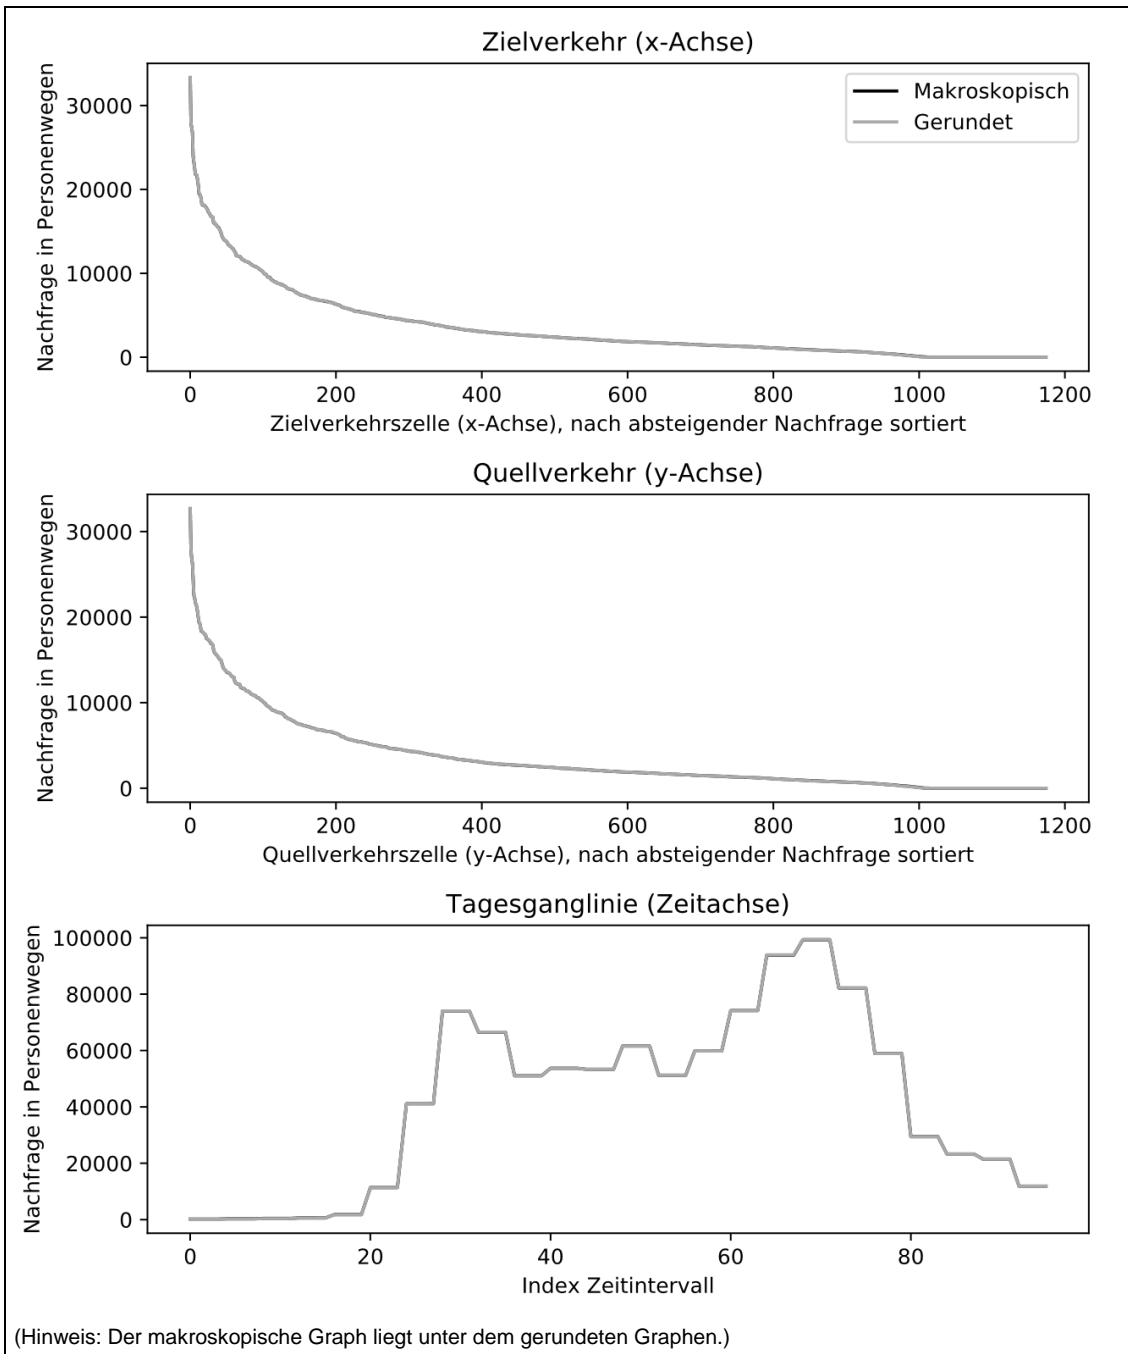 Zielverkehr (x-Achse)
Nachfrage in Personenwegen
30000
20000
10000
0
Makroskopisch
Gerundet
0 200 400 600 800 1000 1200
Zielverkehrszelle (x-Achse), nach absteigender Nachfrage sortiert
Quellverkehr (y-Achse)
Nachfrage in Personenwegen
30000
20000
10000
0
0 200 400 600 800 1000 1200
Quellverkehrszelle (y-Achse), nach absteigender Nachfrage sortiert
Tagesganglinie (Zeitachse)
Nachfrage in Personenwegen
100000
80000
60000
40000
20000
0
0 20 40 60 80
Index Zeitintervall
(Hinweis: Der makroskopische Graph liegt unter dem gerundeten Graphen.)